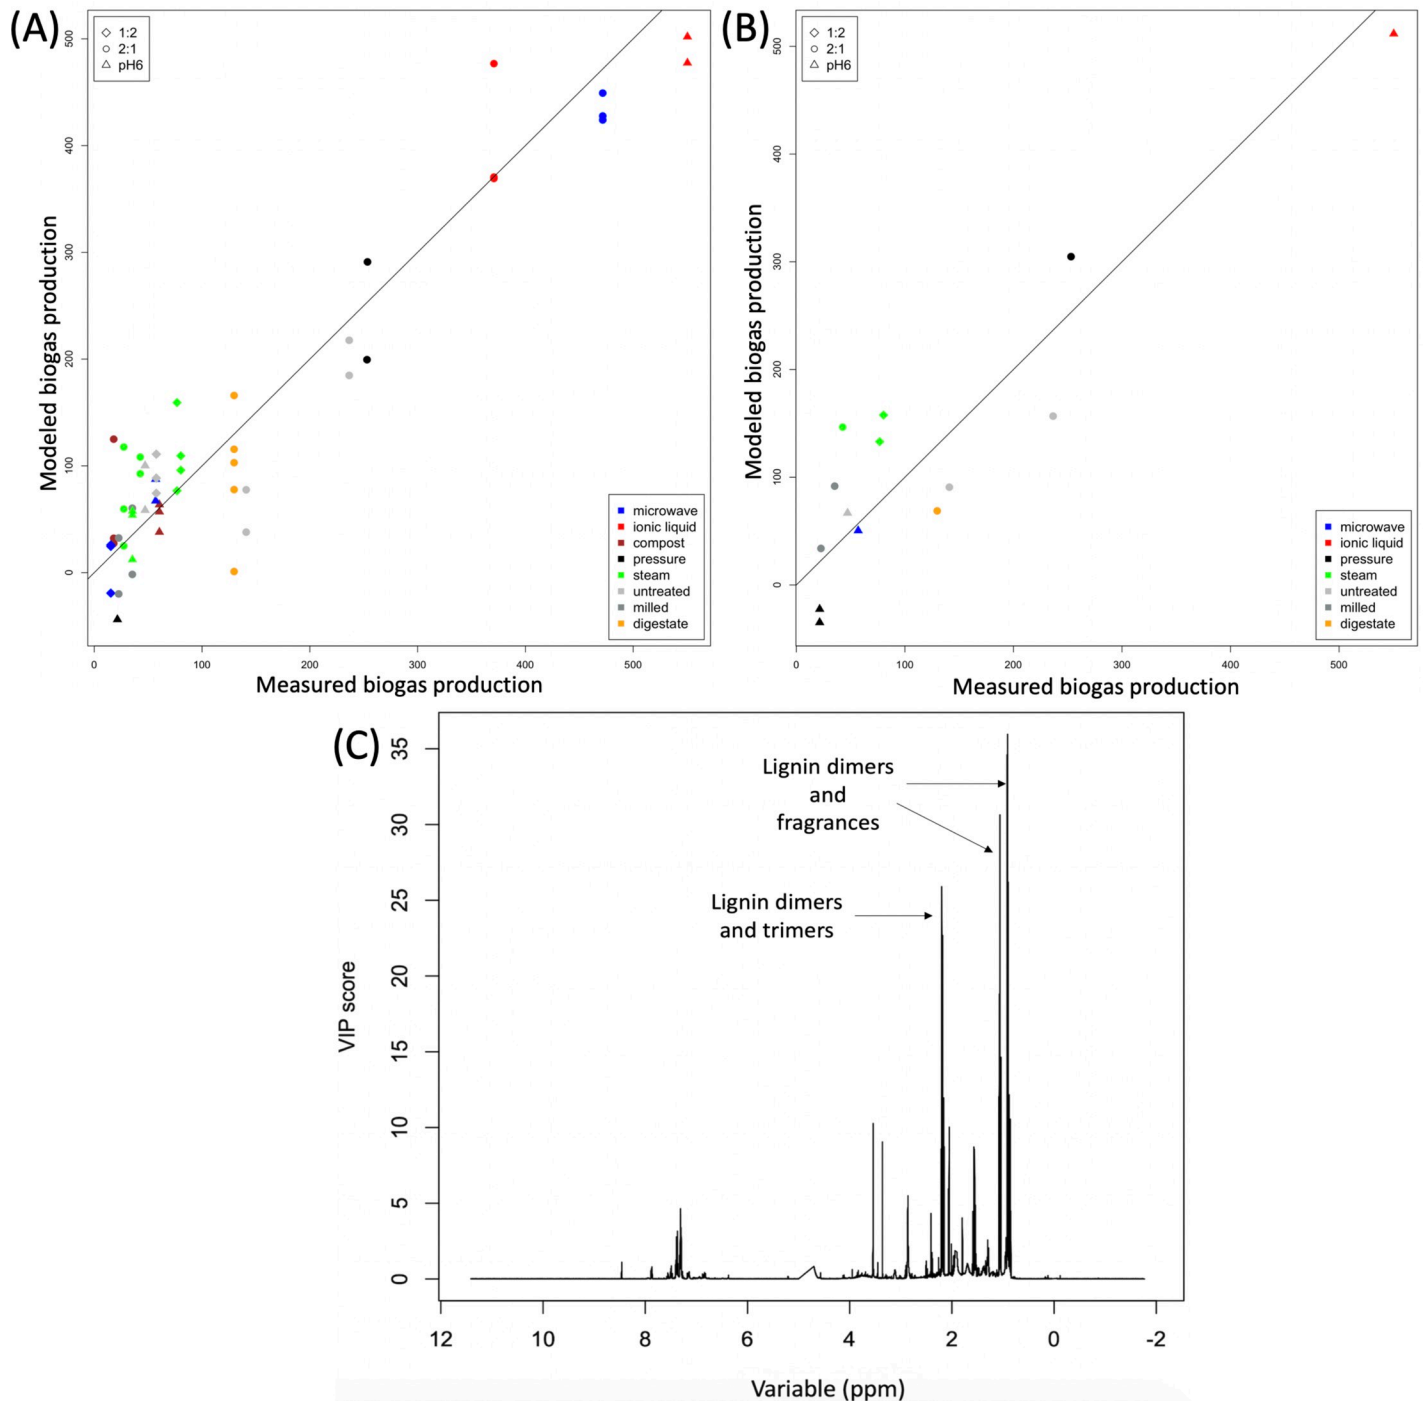 (A)
1:2
2:1
pH6
500
400
300
200
100
0
Modeled biogas production
microwave
ionic liquid
compost
pressure
steam
untreated
milled
digestate
0 100 200 300 400 500
Measured biogas production
(B)
1:2
2:1
pH6
500
400
300
200
100
0
Modeled biogas production
microwave
ionic liquid
pressure
steam
untreated
milled
digestate
0 100 200 300 400 500
Measured biogas production
(C)
35
30
25
20
15
10
5
0
VIP score
Lignin dimers
and
fragrances
Lignin dimers
and trimers
12 10 8 6 4 2 0 -2
Variable (ppm)